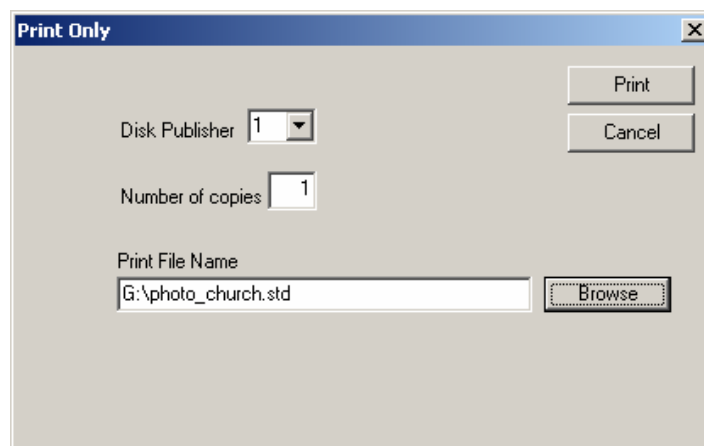 Print Only
Print
Disk Publisher 1
Cancel
Number of copies 1
Print File Name
G:\photo_church.std
Browse